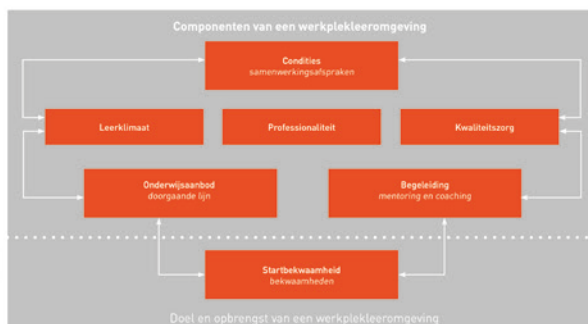 Componenten van een werkplekleeromgeving
Condities
samenwerkingsafspraken
Leerklimaat
Professionaliteit
Kwaliteitszorg
Onderwijsaanbod
doorgaande lijn
Begeleiding
mentoring en coaching
Startbekwaamheid
bekwaamheden
Doel en opbrengst van een werkplekleeromgeving